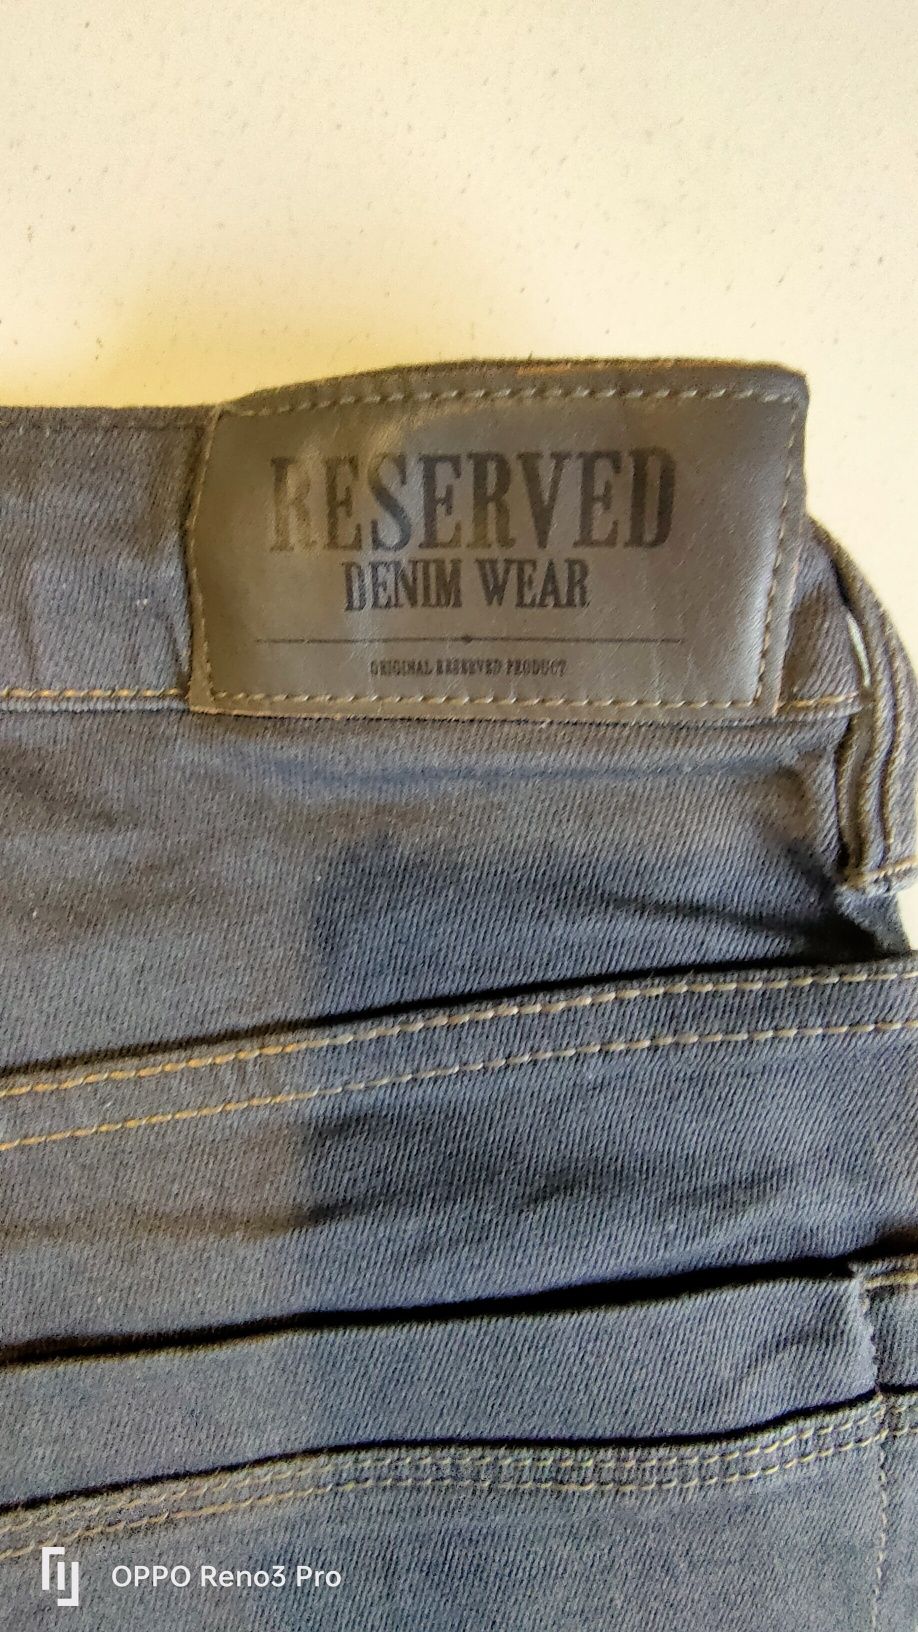 RESERVED
DENIM WEAR
ORIGINAL RESERVED PRODUCT
OPPO Reno3 Pro